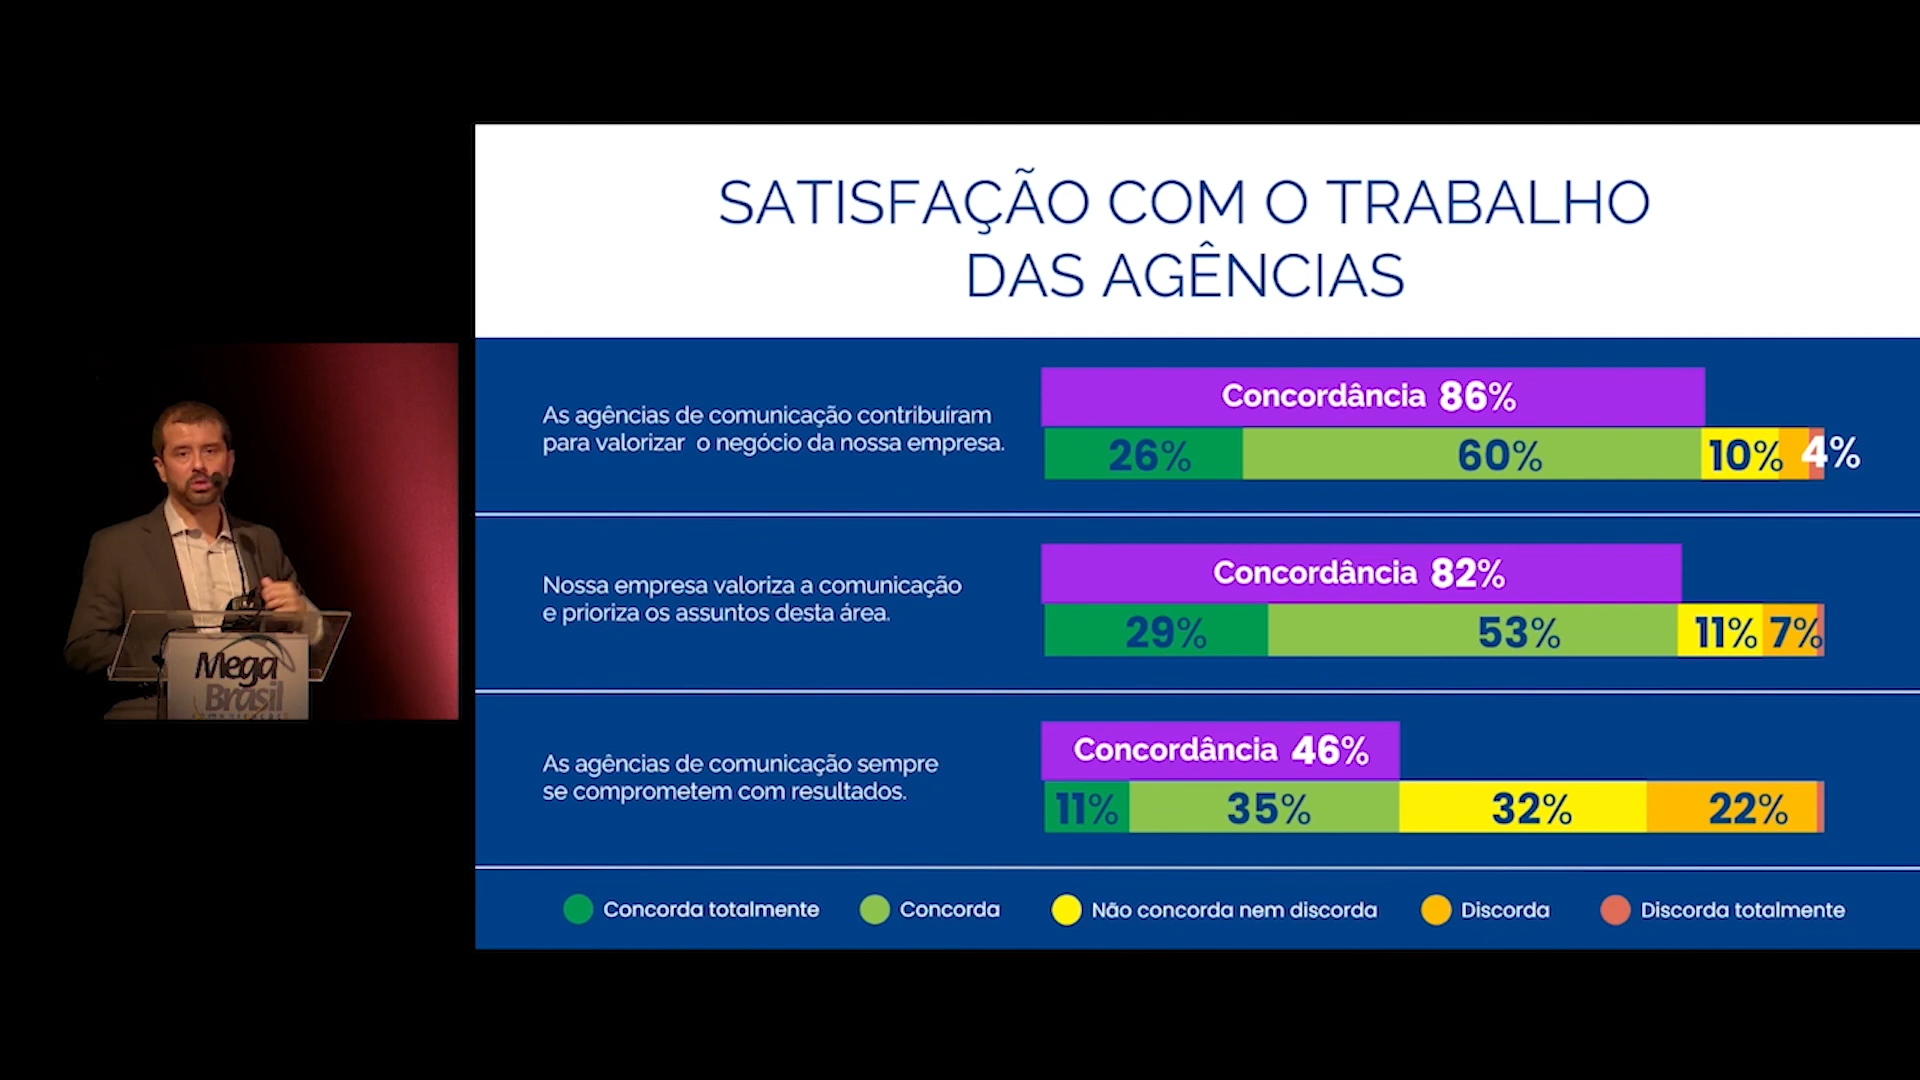 SATISFAÇÃO COM O TRABALHO
DAS AGÊNCIAS
As agências de comunicação contribuíram
para valorizar o negócio da nossa empresa.
Concordância 86%
26% 60% 10% 4%
Nossa empresa valoriza a comunicação
e prioriza os assuntos desta área.
Concordância 82%
29% 53% 11% 7%
As agências de comunicação sempre
se comprometem com resultados.
Concordância 46%
11% 35% 32% 22%
Concorda totalmente
Concorda
Não concorda nem discorda
Discorda
Discorda totalmente
Mega
Brasil